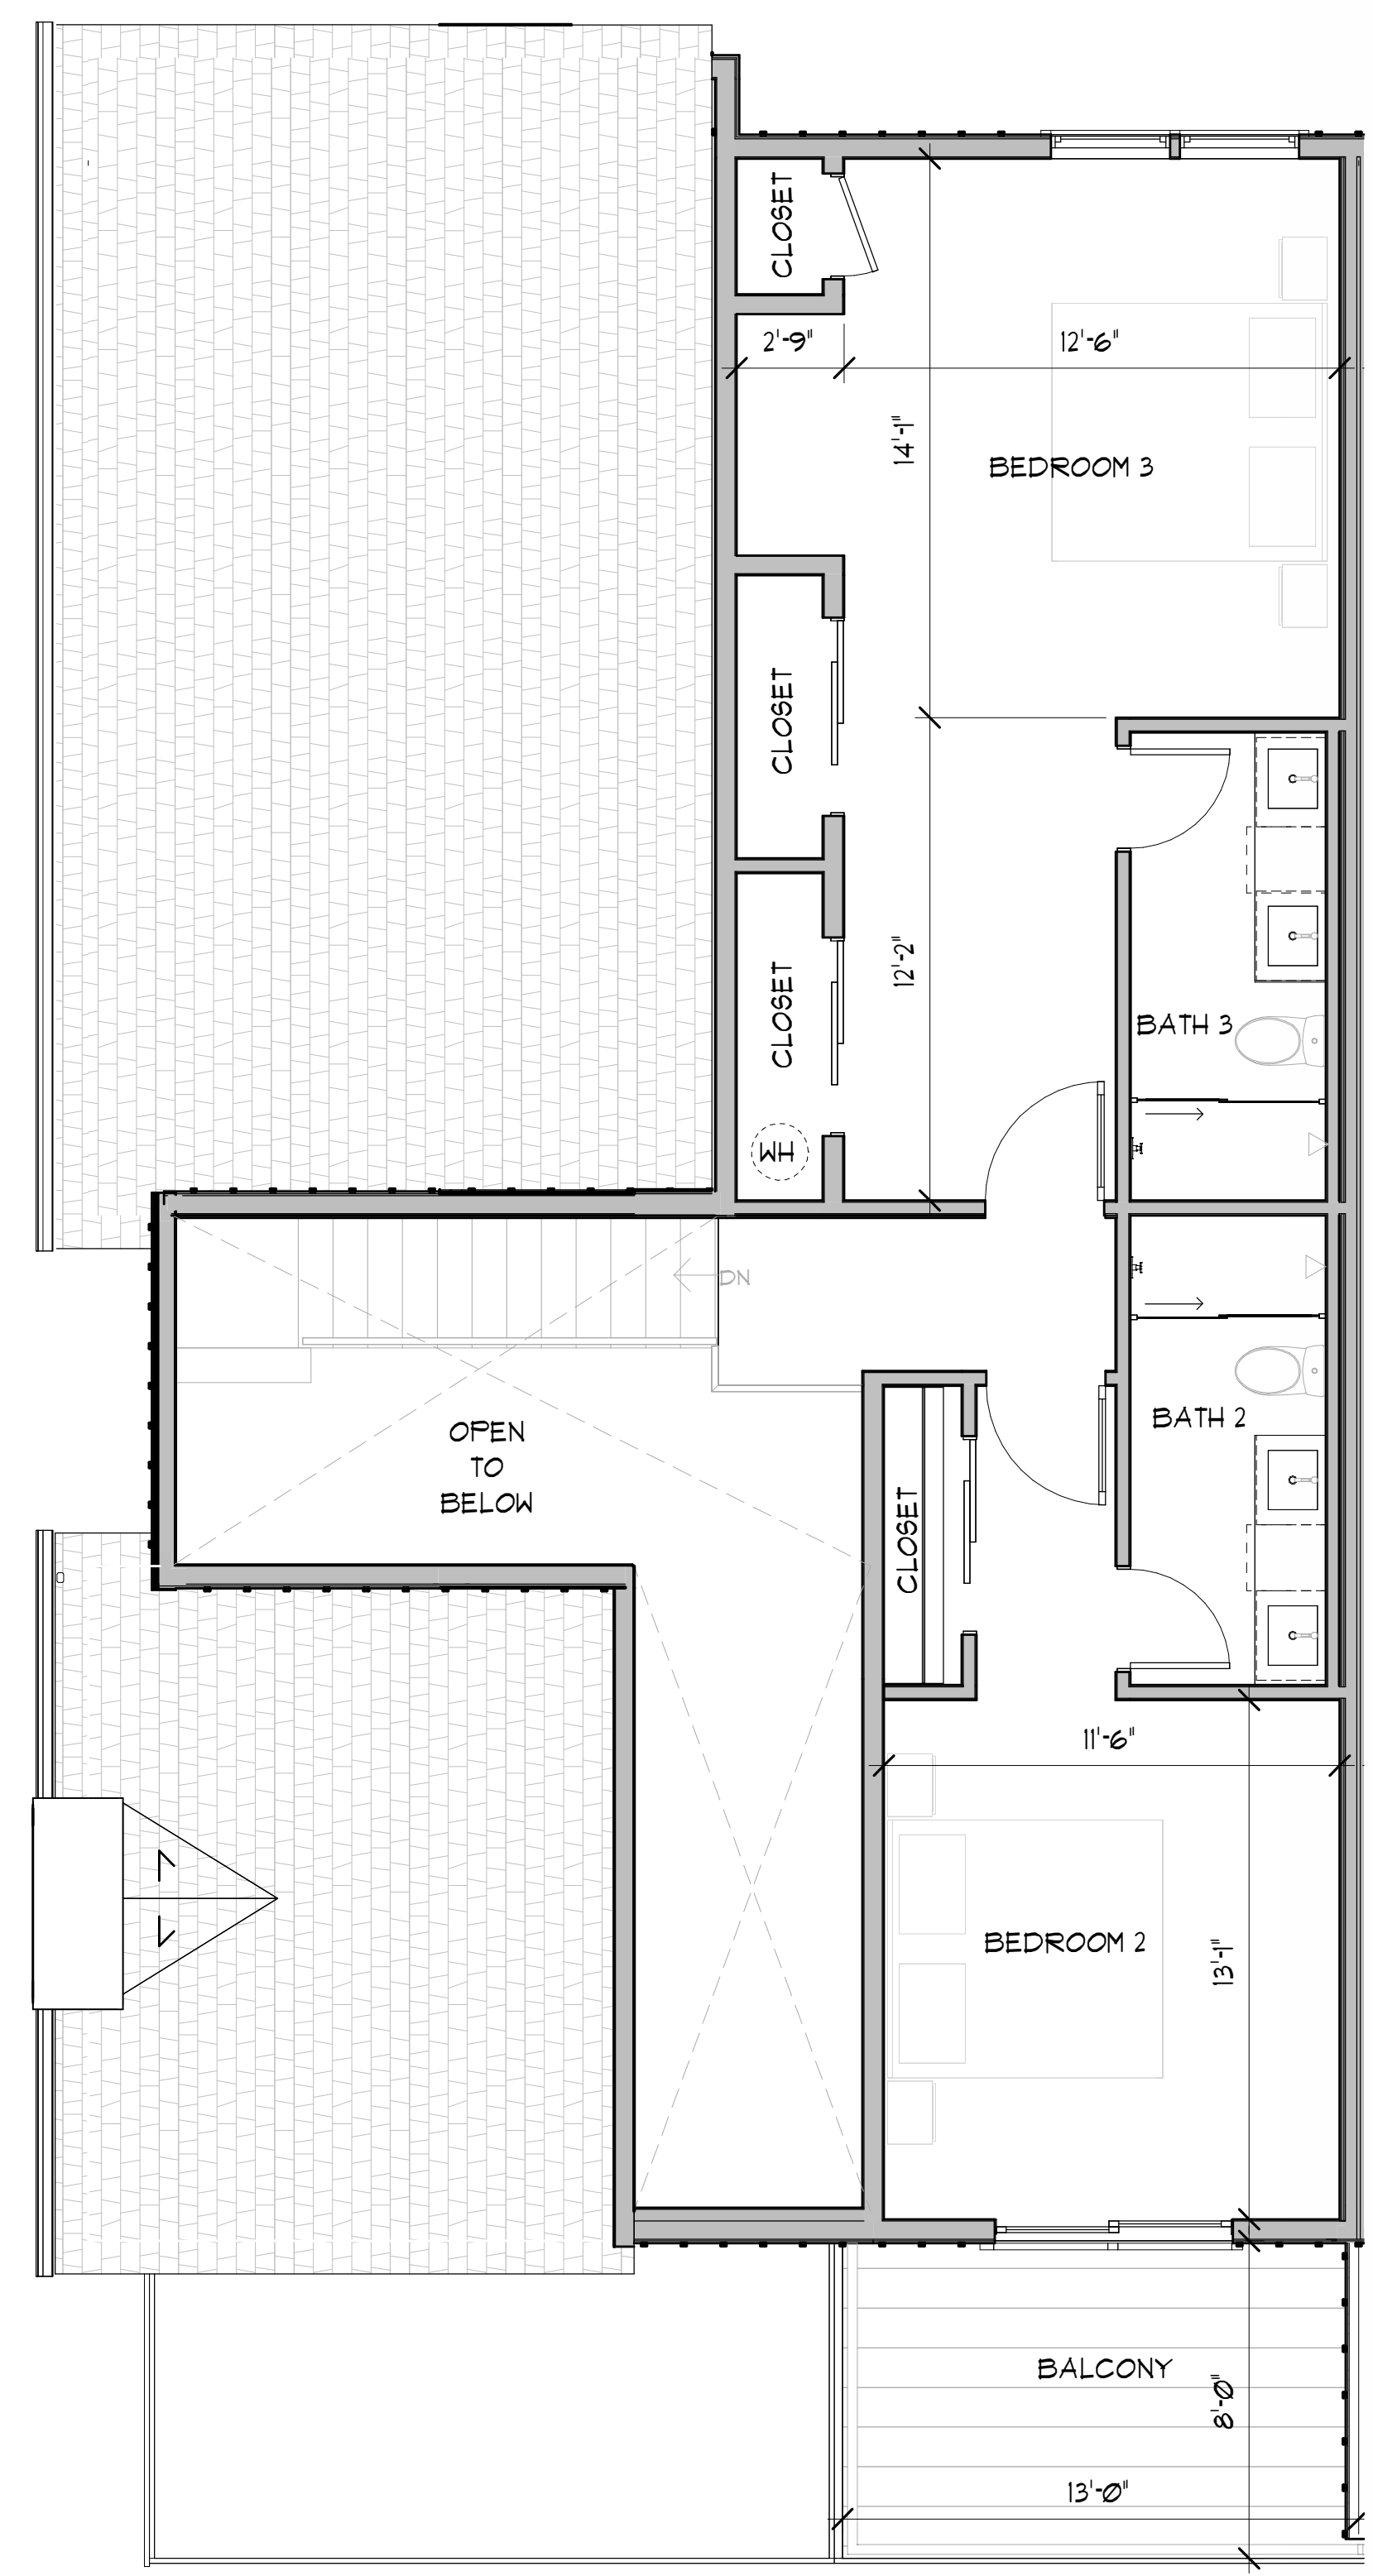 CLOSET
2'-9"
12'-6"
14'-1"
BEDROOM 3
CLOSET
12'-2"
CLOSET
BATH 3
WH
DN
OPEN
TO
BELOW
BATH 2
CLOSET
11'-6"
BEDROOM 2
13'-1"
BALCONY
8'-0"
13'-0"